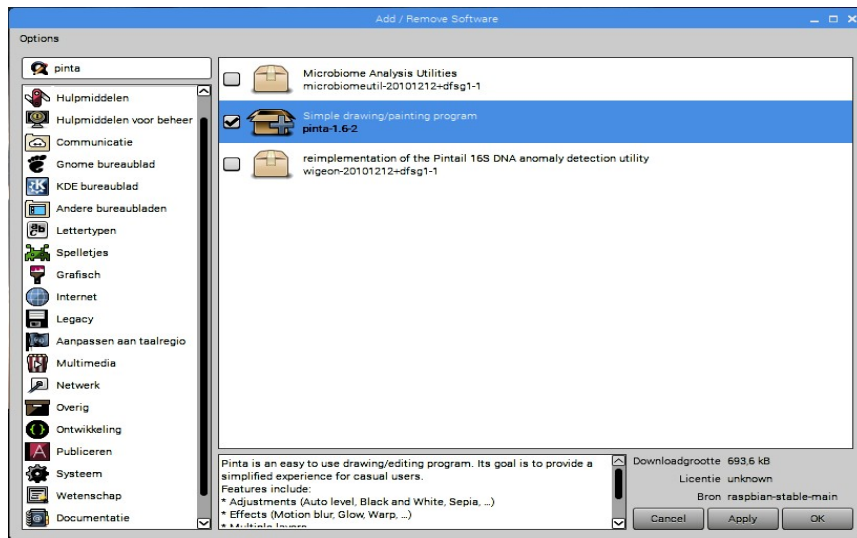 Add / Remove Software
Options
pinta
Hulpmiddelen
Hulpmiddelen voor beheer
Communicatie
Gnome bureaublad
KDE bureaublad
Andere bureaubladen
Lettertypen
Spelletjes
Grafisch
Internet
Legacy
Aanpassen aan taalregio
Multimedia
Netwerk
Overig
Ontwikkeling
Publiceren
Systeem
Wetenschap
Documentatie
Microbiome Analysis Utilities
microbiomeutil-20101212+dfsg1-1
Simple drawing/painting program
pinta-1.6-2
reimplementation of the Pintail 16S DNA anomaly detection utility
wigeon-20101212+dfsg1-1
Pinta is an easy to use drawing/editing program. Its goal is to provide a
simplified experience for casual users.
Features include:
* Adjustments (Auto level, Black and White, Sepia, ...)
* Effects (Motion blur, Glow, Warp, ...)
* Multiple layers
Downloadgrootte 693,6 kB
Licentie unknown
Bron raspbian-stable-main
Cancel
Apply
OK